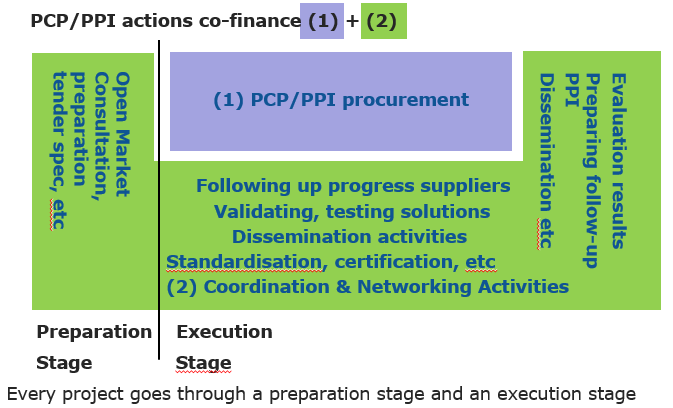 PCP/PPI actions co-finance (1) + (2)
Open Market
Consultation,
preparation
tender spec, etc
(1) PCP/PPI procurement
Following up progress suppliers
Validating, testing solutions
Dissemination activities
Standardisation, certification, etc
(2) Coordination & Networking Activities
Evaluation results
Preparing follow-up
PPI
Dissemination etc
Preparation
Stage
Execution
Stage
Every project goes through a preparation stage and an execution stage